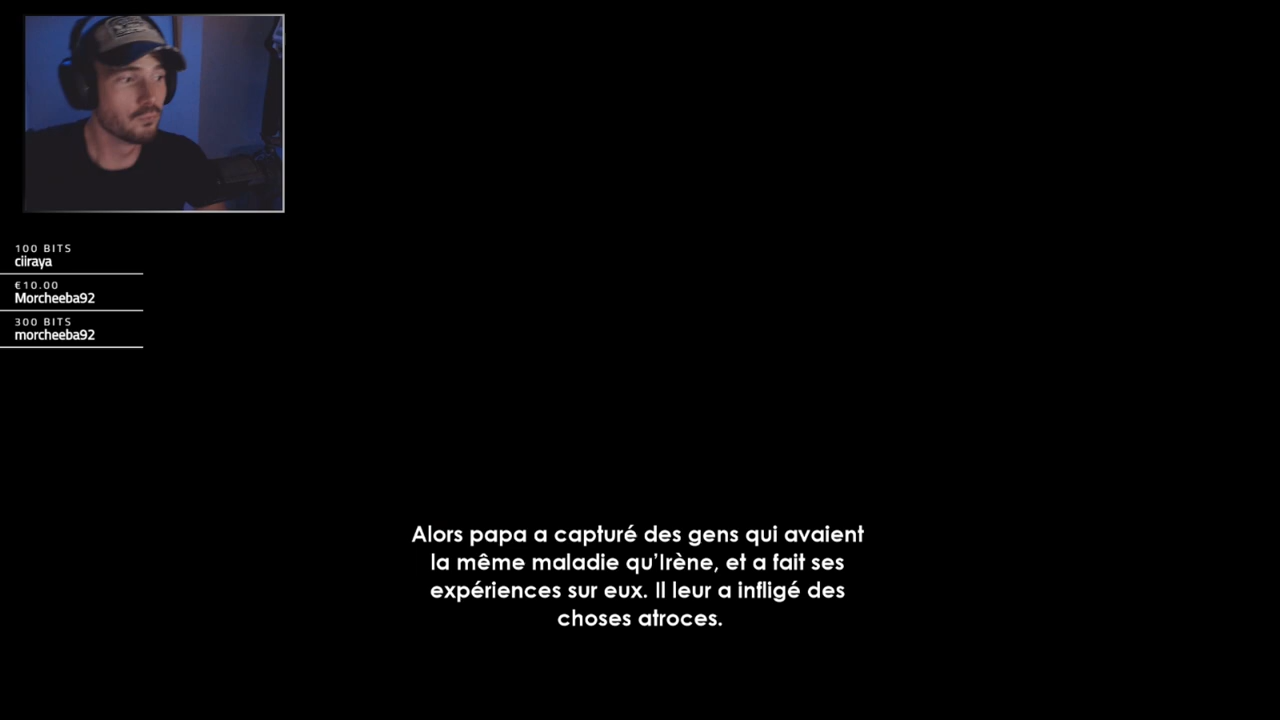 100 BITS
ciiraya
€10.00
Morcheeba92
300 BITS
morcheeba92
Alors papa a capturé des gens qui avaient
la même maladie qu’Irène, et a fait ses
expériences sur eux. Il leur a infligé des
choses atroces.